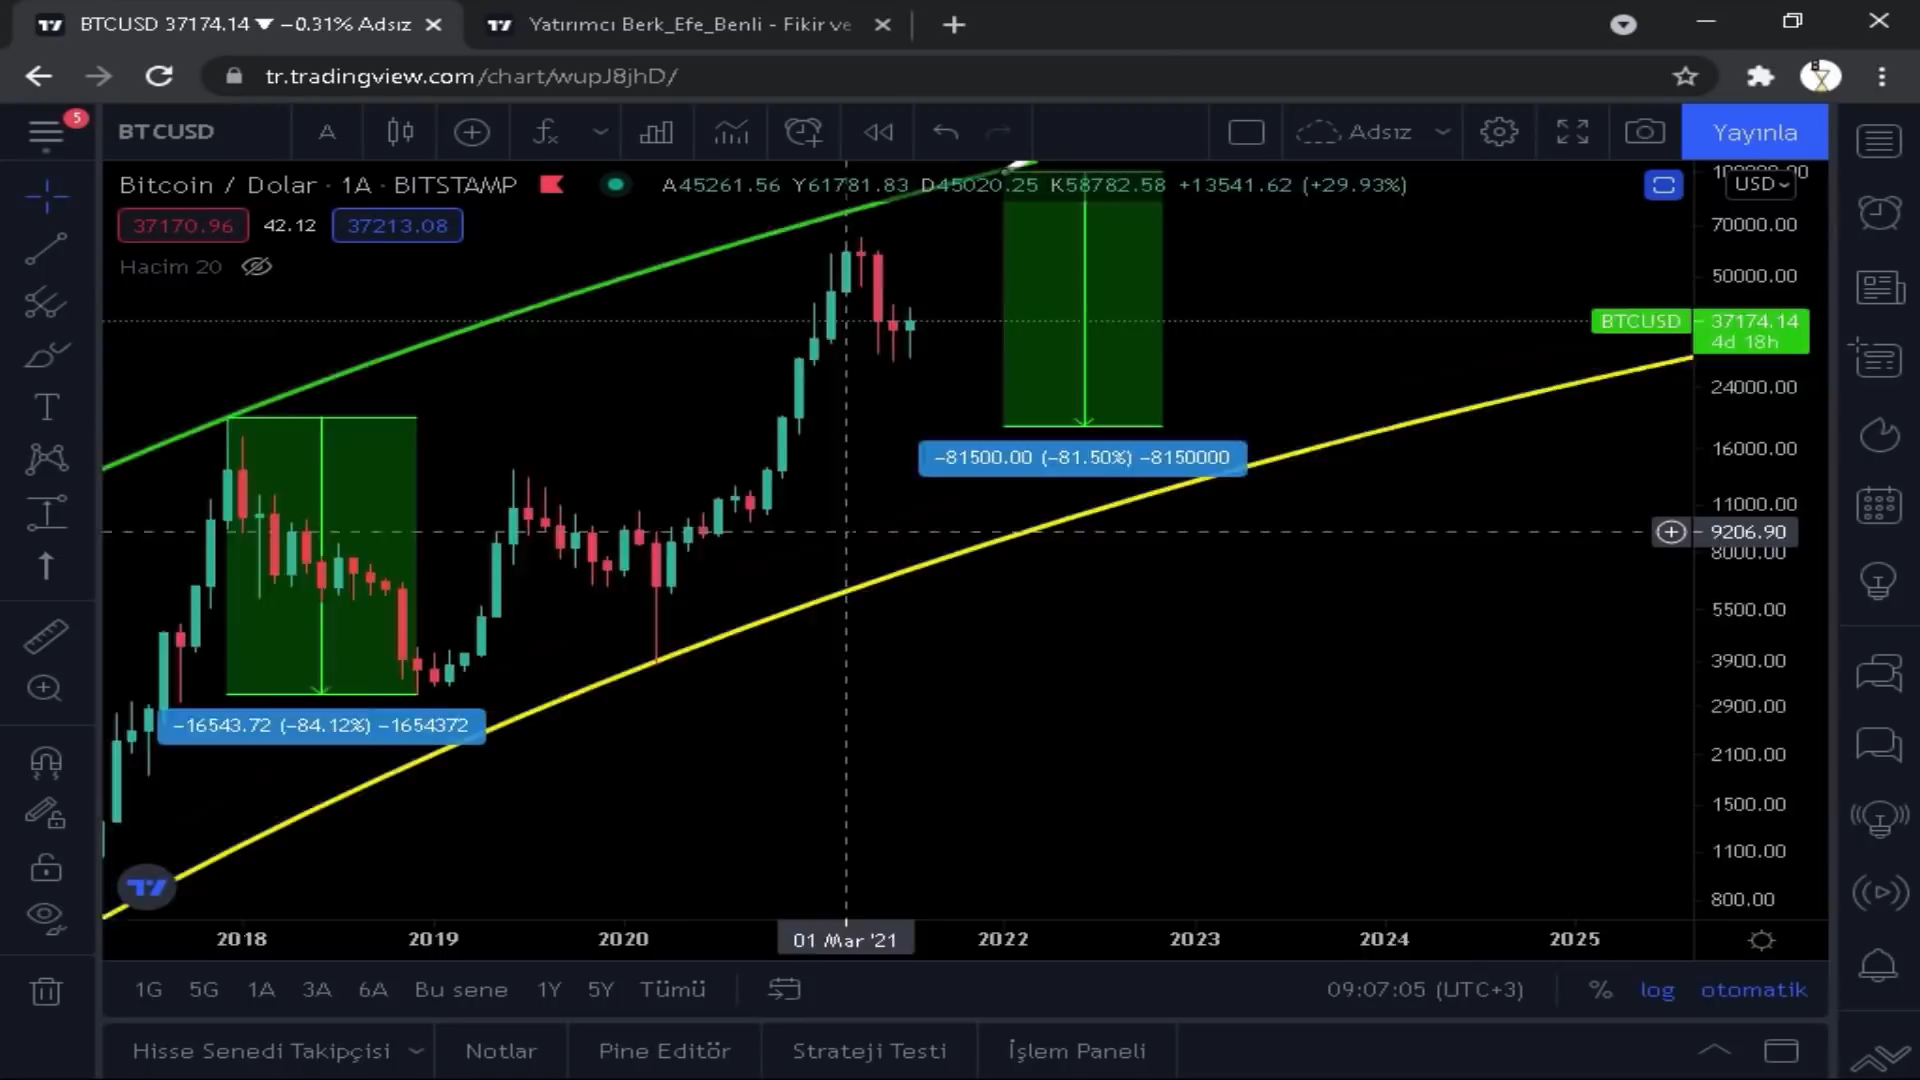 BTCUSD 37174.14 ▼ −0.31% Adsız
Yatırımcı Berk_Efe_Benli - Fikir ve
tr.tradingview.com/chart/wupJ8jhD/
5
BTCUSD
A
Adsız
Yayınla
Bitcoin / Dolar · 1A · BITSTAMP
A45261.56 Y61781.83 D45020.25 K58782.58 +13541.62 (+29.93%)
USD
37170.96
42.12
37213.08
Hacim 20
70000.00
50000.00
BTCUSD
37174.14
4d 18h
24000.00
16000.00
11000.00
9206.90
8000.00
5500.00
3900.00
2900.00
2100.00
1500.00
1100.00
800.00
−81500.00 (−81.50%) −8150000
−16543.72 (−84.12%) −1654372
2018
2019
2020
01 Mar '21
2022
2023
2024
2025
1G 5G 1A 3A 6A Bu sene 1Y 5Y Tümü
09:07:05 (UTC+3)
% log otomatik
Hisse Senedi Takipçisi
Notlar
Pine Editör
Strateji Testi
İşlem Paneli